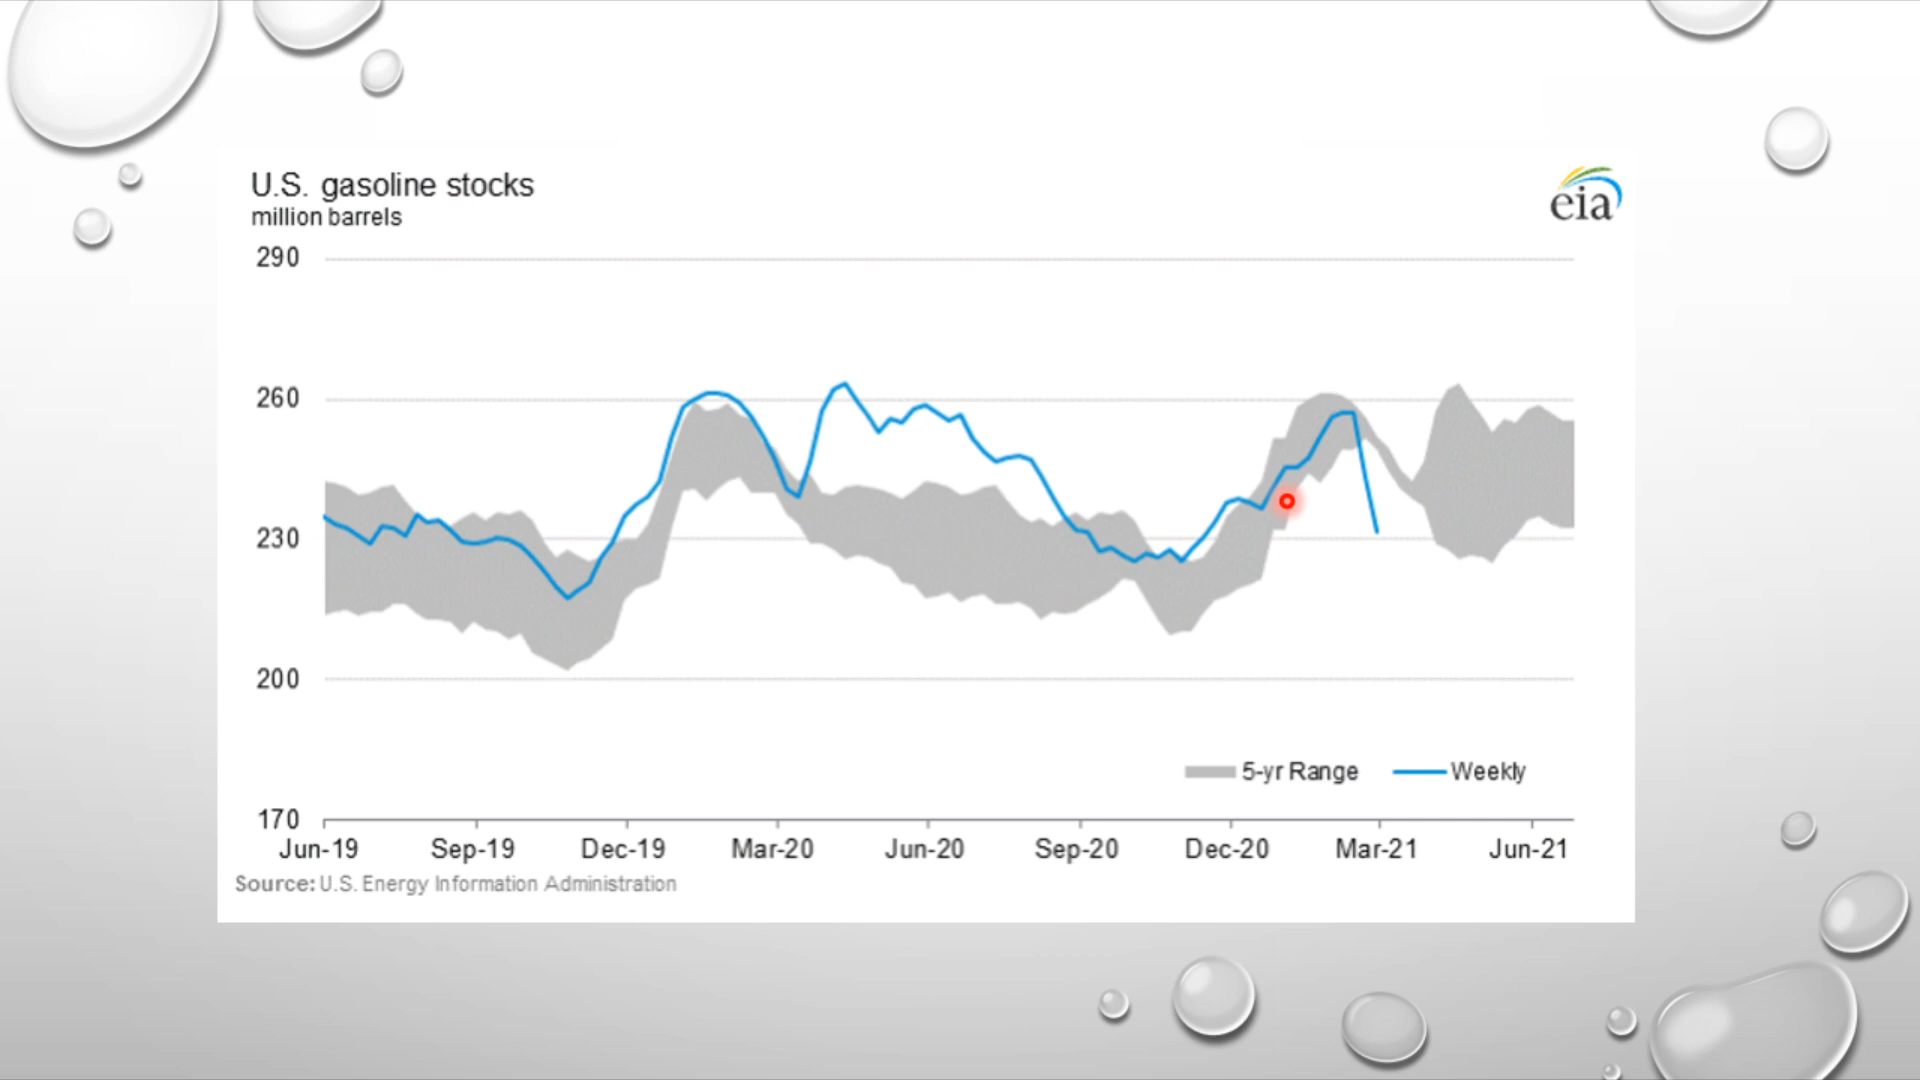 U.S. gasoline stocks
million barrels
eia
290
260
230
200
170
5-yr Range Weekly
Jun-19 Sep-19 Dec-19 Mar-20 Jun-20 Sep-20 Dec-20 Mar-21 Jun-21
Source: U.S. Energy Information Administration